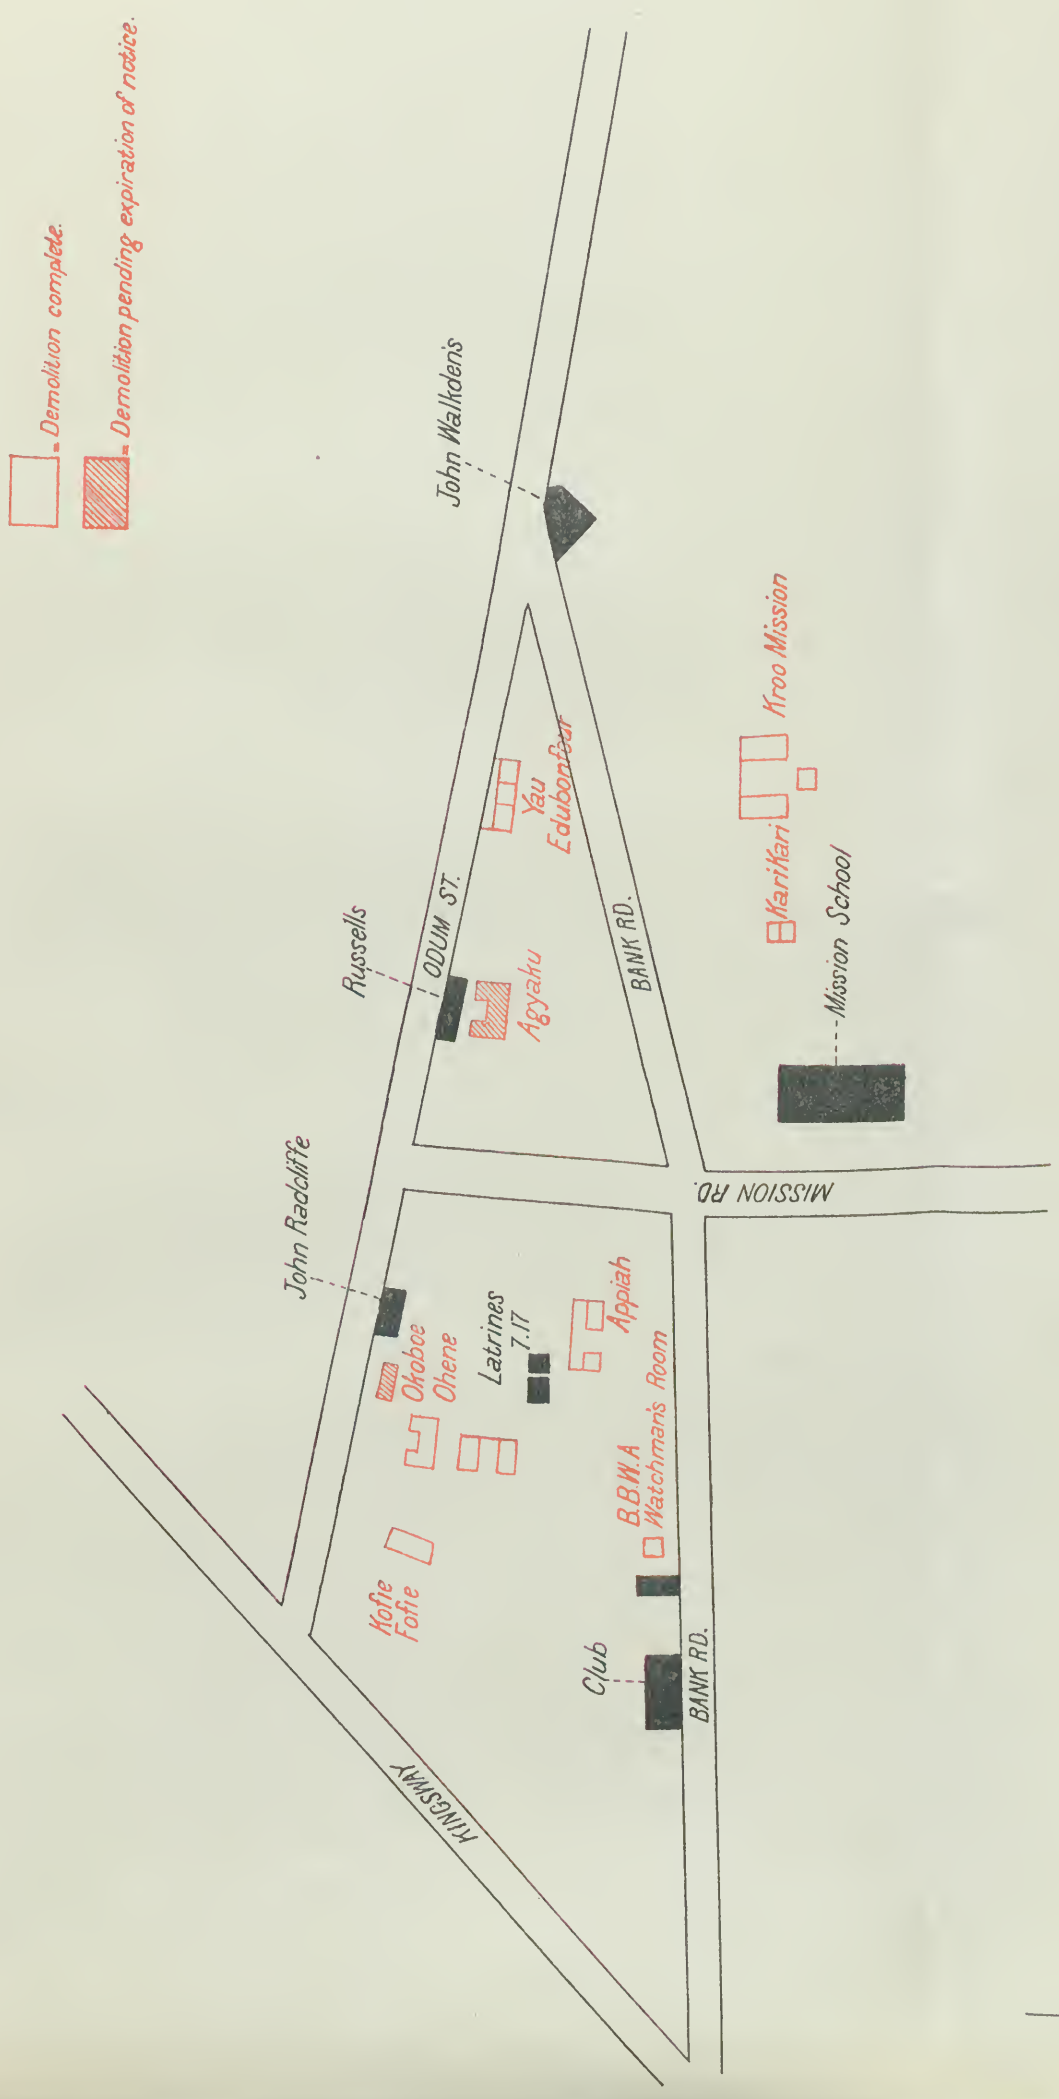 = Demolition complete.
= Demolition pending expiration of notice.
John Walkden's
Russells
John Radcliffe
ODUM ST.
Yau
Edubonfour
Agyaku
BANK RD.
Kroo Mission
KariKari
Mission School
MISSION RD.
Okoboe
Ohene
Latrines
7.17
Appiah
B.B.W.A
Watchman's Room
Kofie
Fofie
Club
BANK RD.
KINGSWAY